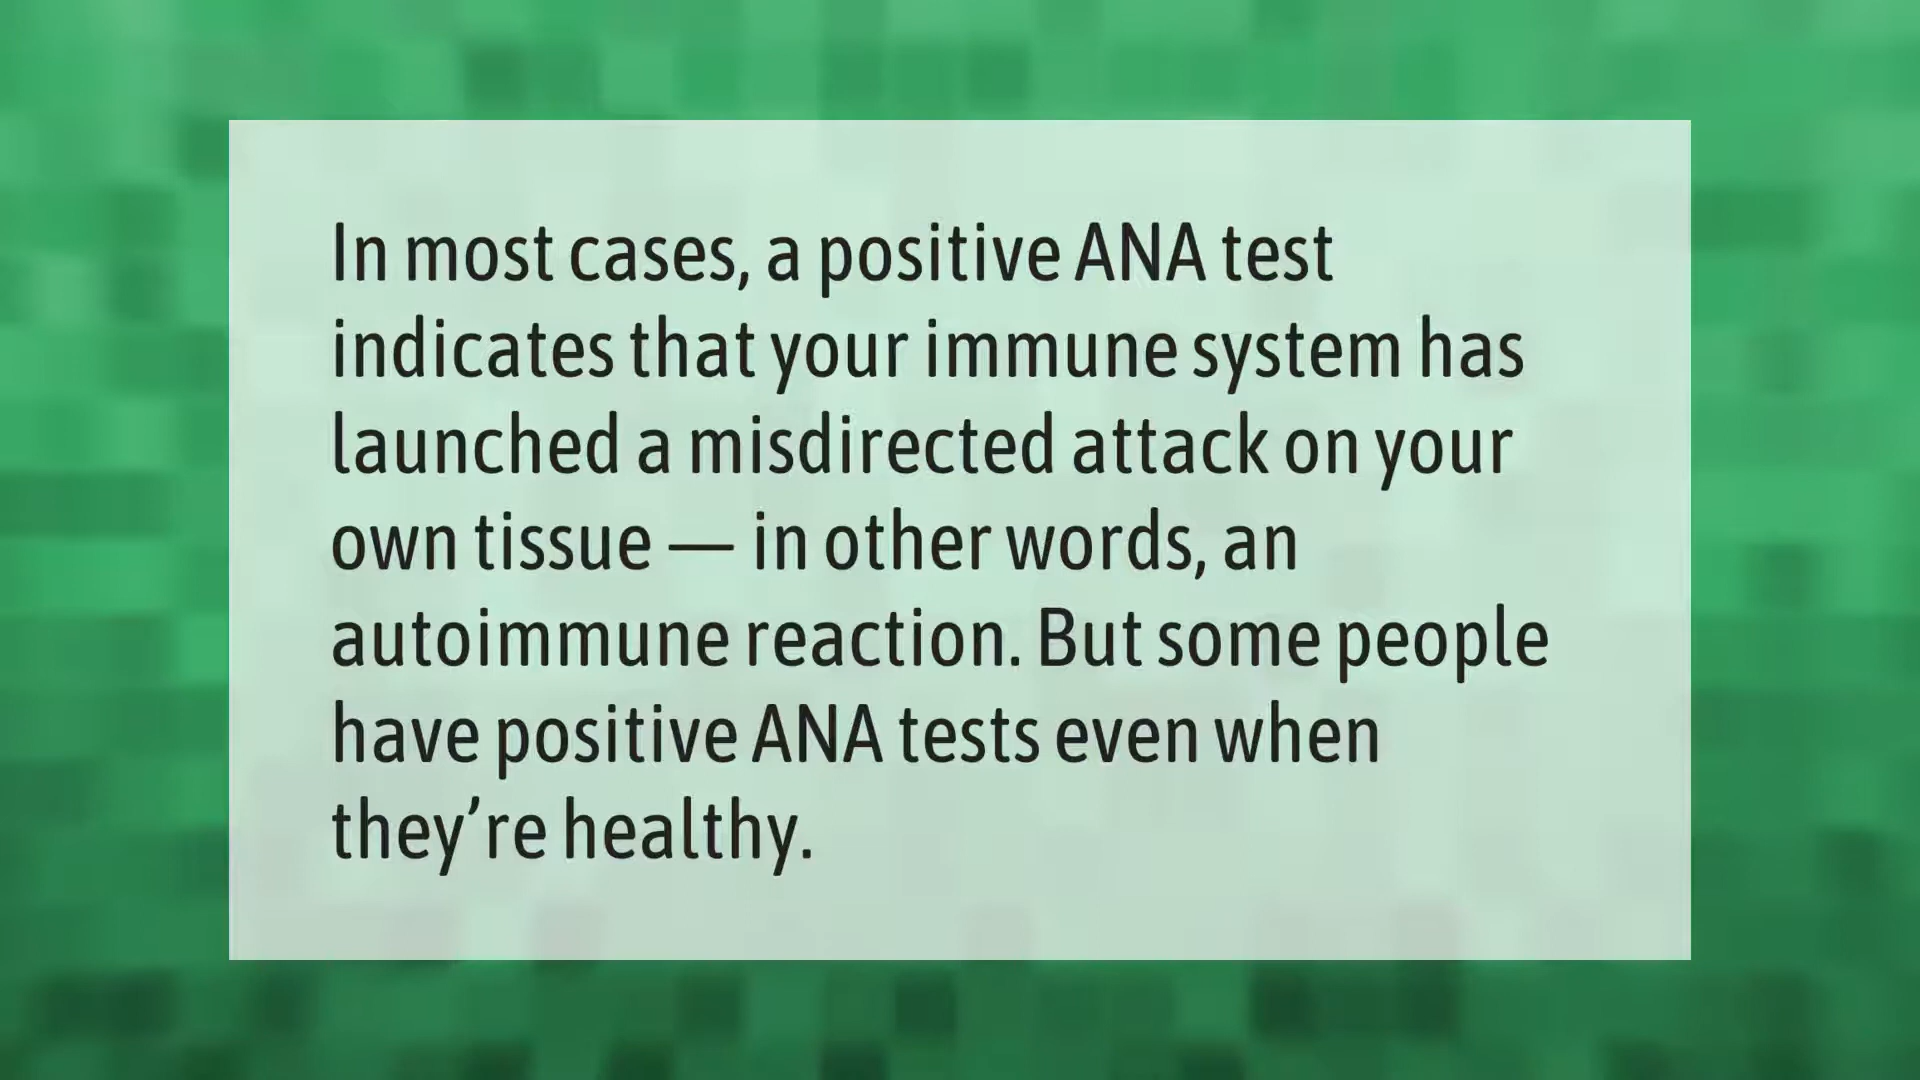 In most cases, a positive ANA test
indicates that your immune system has
launched a misdirected attack on your
own tissue — in other words, an
autoimmune reaction. But some people
have positive ANA tests even when
they’re healthy.